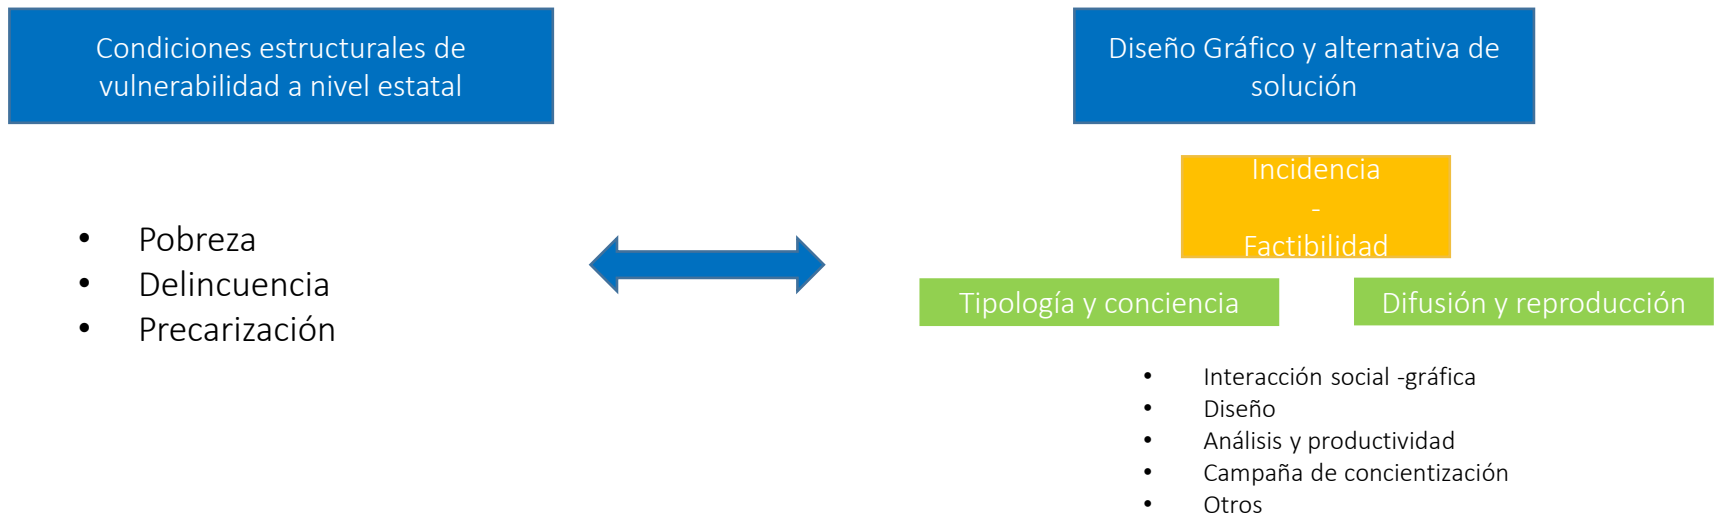 Condiciones estructurales de
vulnerabilidad a nivel estatal
• Pobreza
• Delincuencia
• Precarización
Diseño Gráfico y alternativa de
solución
Incidencia
-
Factibilidad
Tipología y conciencia
Difusión y reproducción
• Interacción social -gráfica
• Diseño
• Análisis y productividad
• Campaña de concientización
• Otros